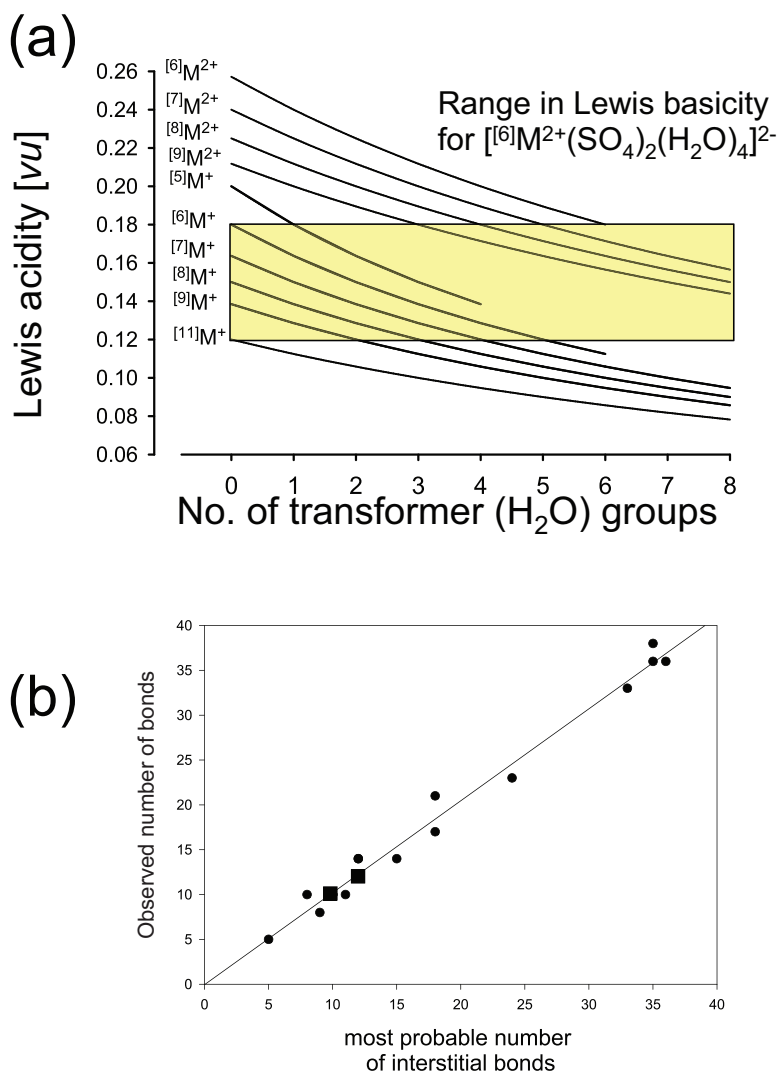 (a)
Range in Lewis basicity
for [[6]M2+(SO4)2(H2O)4]2-
Lewis acidity [vu]
0.26
0.24
0.22
0.20
0.18
0.16
0.14
0.12
0.10
0.08
0.06
[6]M2+
[7]M2+
[8]M2+
[9]M2+
[5]M+
[6]M+
[7]M+
[8]M+
[9]M+
[11]M+
0 1 2 3 4 5 6 7 8
No. of transformer (H2O) groups
(b)
Observed number of bonds
40
35
30
25
20
15
10
5
0
0 5 10 15 20 25 30 35 40
most probable number
of interstitial bonds